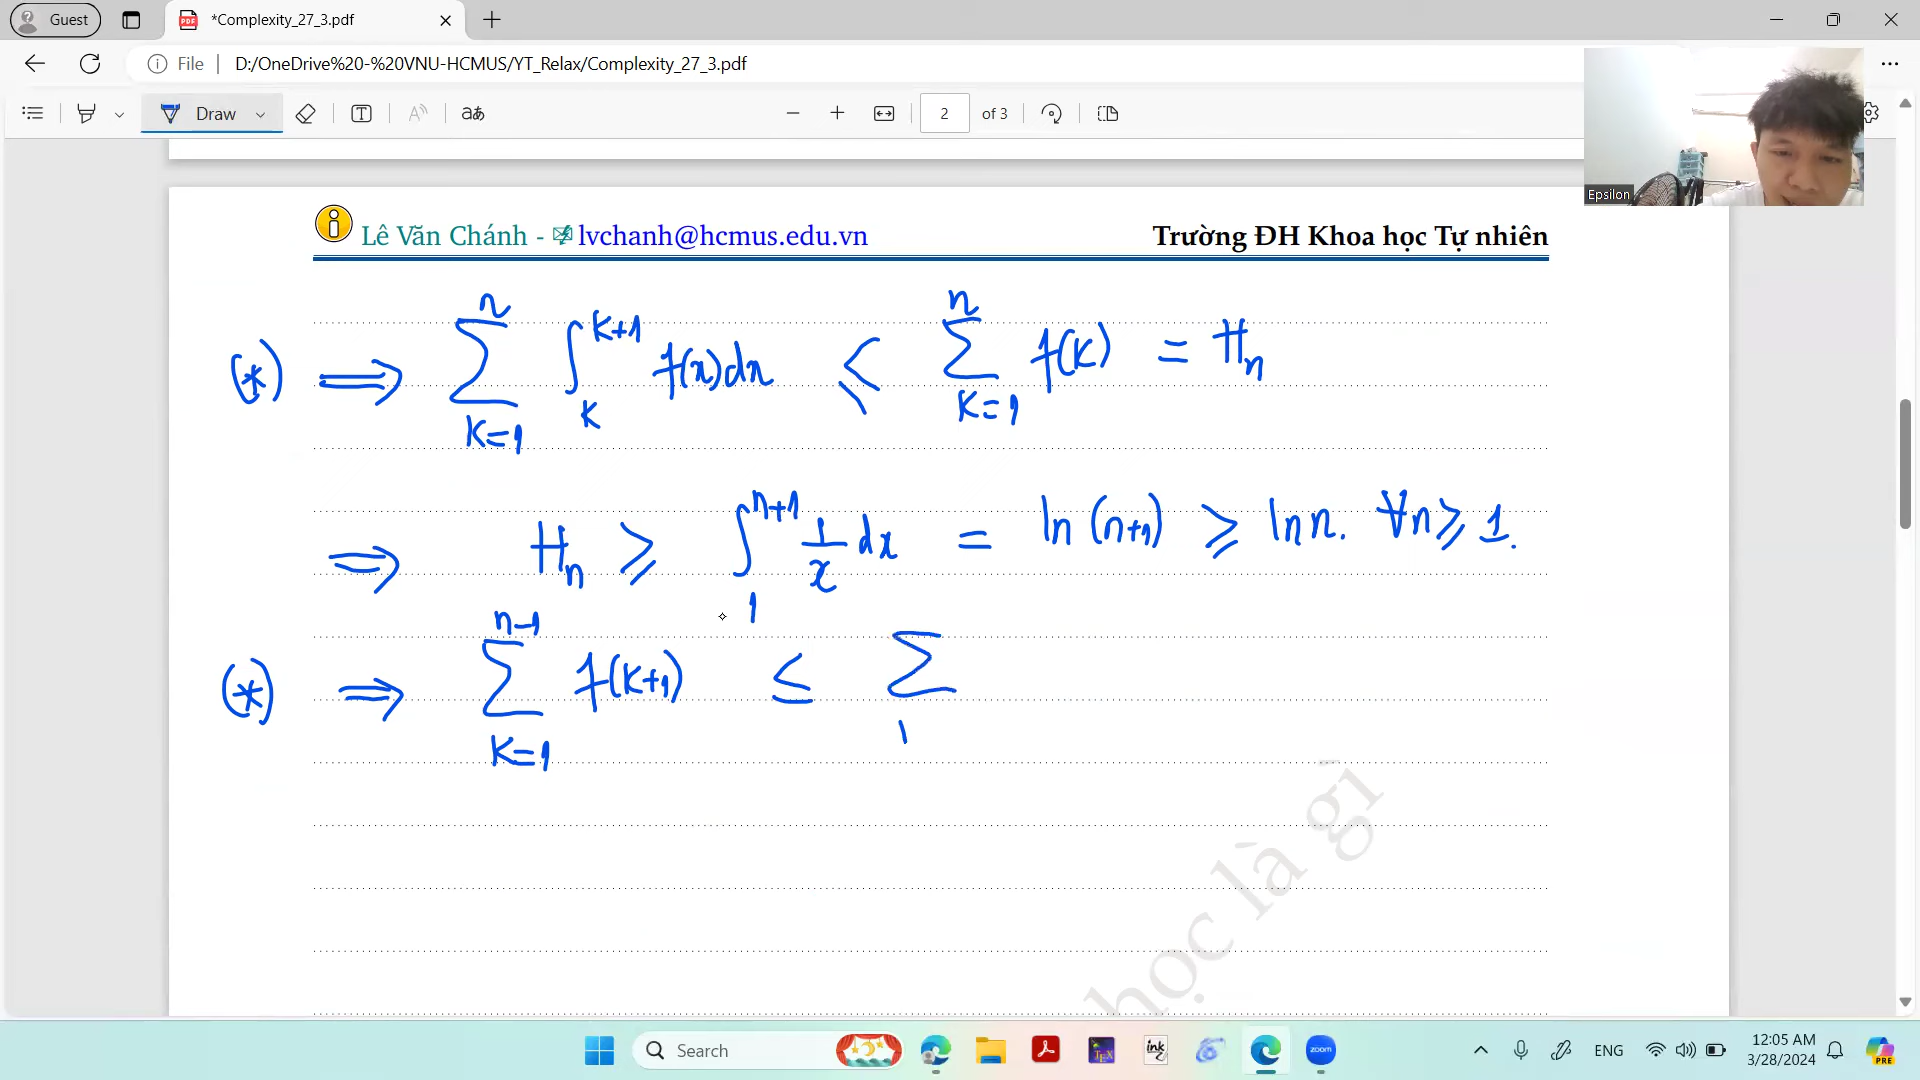 Guest
*Complexity_27_3.pdf
File
D:/OneDrive%20-%20VNU-HCMUS/YT_Relax/Complexity_27_3.pdf
Draw
2 of 3
Epsilon
Lê Văn Chánh - lvchanh@hcmus.edu.vn Trường ĐH Khoa học Tự nhiên
(*) ⟹ ∑_{k=1}^{n} ∫_{k}^{k+1} f(x)dx ⩽ ∑_{k=1}^{n} f(k) = H_n
⟹ H_n ⩾ ∫_{1}^{n+1} 1/x dx = ln(n+1) ⩾ ln n. ∀n ⩾ 1.
(*) ⟹ ∑_{k=1}^{n-1} f(k+1) ≤ ∑
học là gì
Search
ENG
12:05 AM
3/28/2024